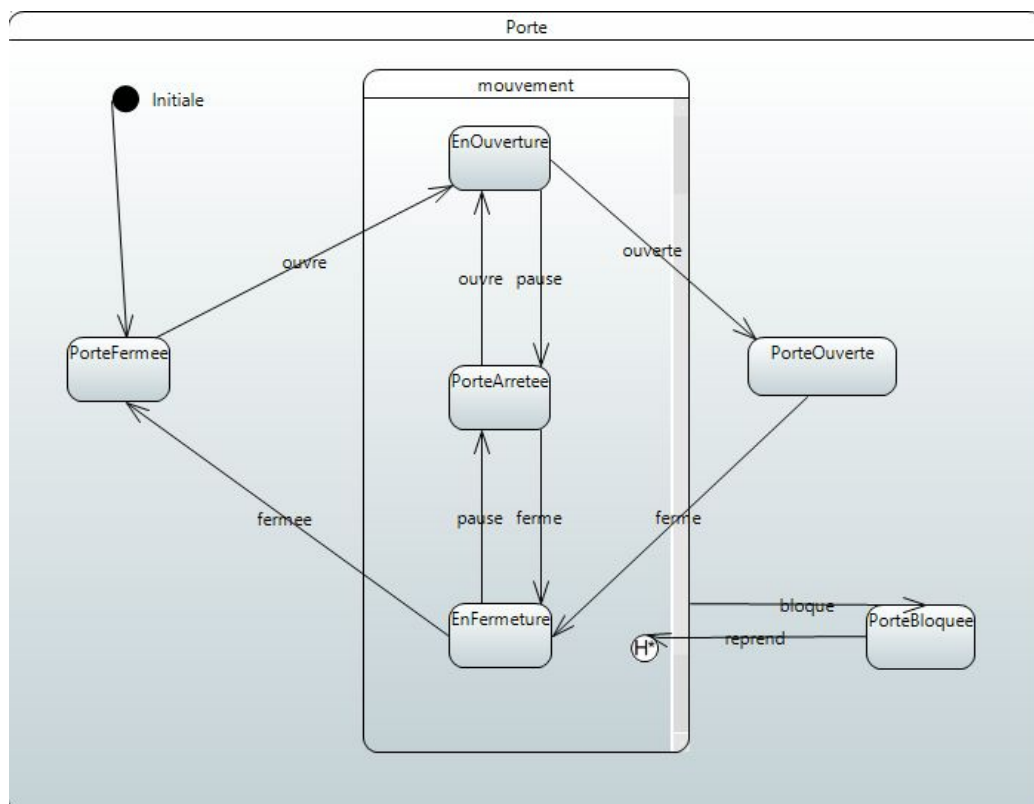 Porte
mouvement
Initiale
EnOuverture
ouverte
ouvre
ouvre
pause
PorteFermee
PorteOuverte
PorteArretee
fermee
pause
ferme
ferme
bloque
EnFermeture
PorteBloquee
reprend
H*